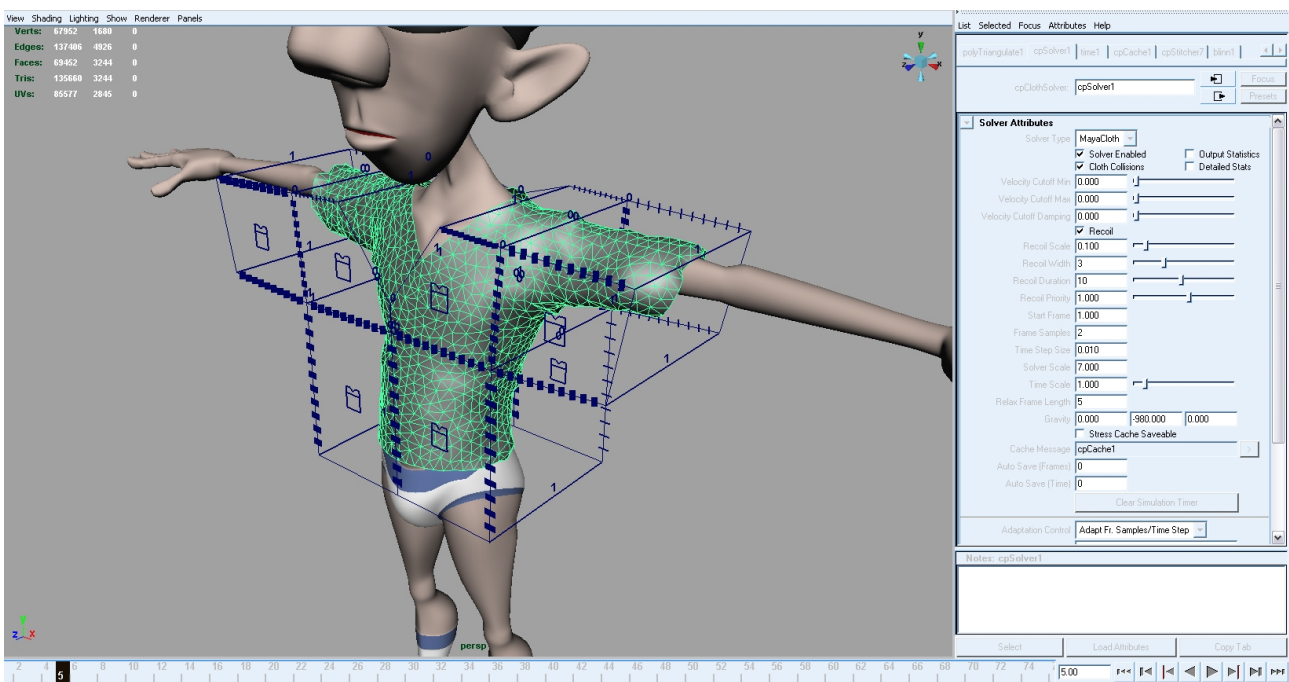 View Shading Lighting Show Renderer Panels
Verts: 67952 1680 0
Edges: 137406 4926 0
Faces: 69452 3244 0
Tris: 135660 3244 0
UVs: 85577 2845 0
persp
List Selected Focus Attributes Help
polyTriangulate1 cpSolver1 time1 cpCache1 cpStitcher7 blinn1
cpClothSolver: cpSolver1
Focus
Presets
Solver Attributes
Solver Type MayaCloth
Solver Enabled Output Statistics
Cloth Collisions Detailed Stats
Velocity Cutoff Min 0.000
Velocity Cutoff Max 0.000
Velocity Cutoff Damping 0.000
Recoil
Recoil Scale 0.100
Recoil Width 3
Recoil Duration 10
Recoil Priority 1.000
Start Frame 1.000
Frame Samples 2
Time Step Size 0.010
Solver Scale 7.000
Time Scale 1.000
Relax Frame Length 5
Gravity 0.000 -980.000 0.000
Stress Cache Saveable
Cache Message cpCache1
Auto Save (Frames) 0
Auto Save (Time) 0
Clear Simulation Timer
Adaptation Control Adapt Fr. Samples/Time Step
Notes: cpSolver1
Select Load Attributes Copy Tab
2 4 5 6 8 10 12 14 16 18 20 22 24 26 28 30 32 34 36 38 40 42 44 46 48 50 52 54 56 58 60 62 64 66 68 70 72 74 5.00